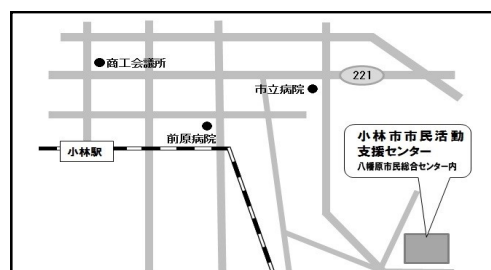 商工会議所
221
市立病院
前原病院
小林駅
小林市市民活動
支援センター
八幡原市民総合センター内